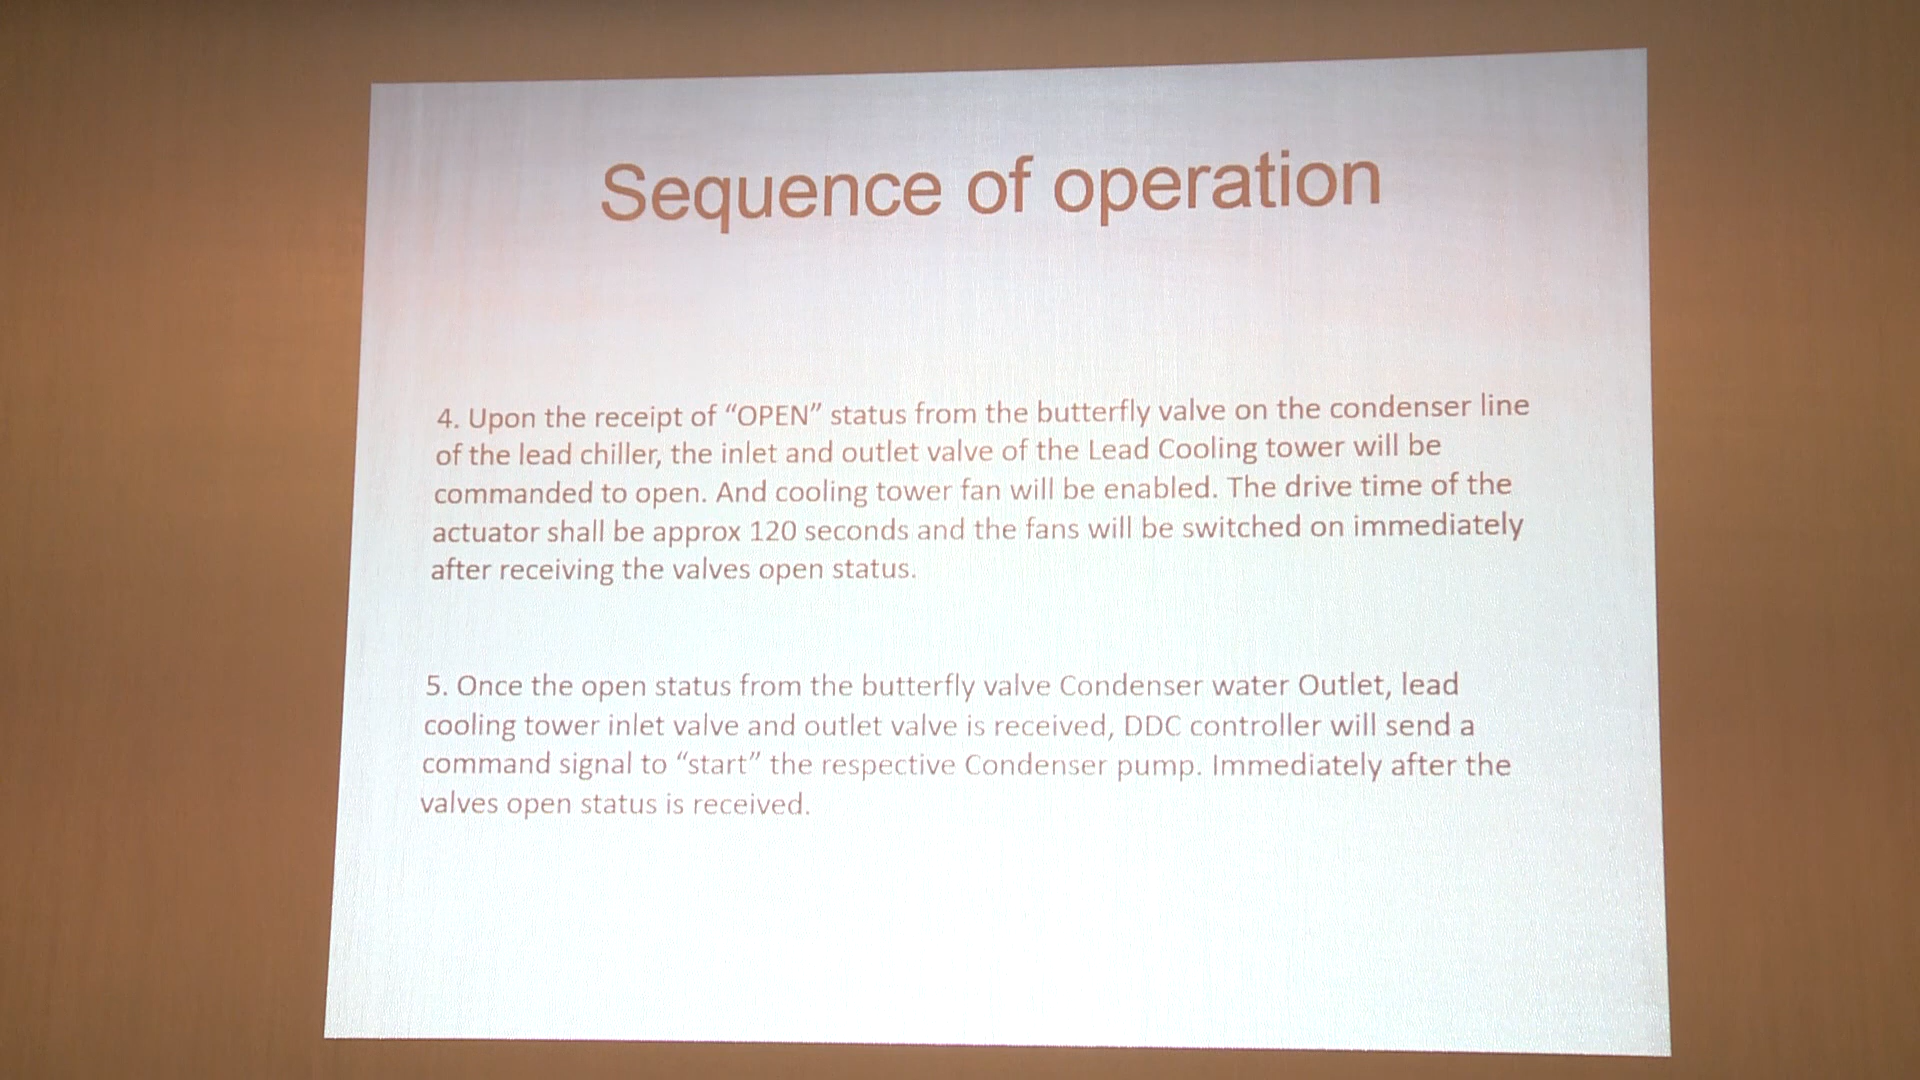 Sequence of operation
4. Upon the receipt of “OPEN” status from the butterfly valve on the condenser line
of the lead chiller, the inlet and outlet valve of the Lead Cooling tower will be
commanded to open. And cooling tower fan will be enabled. The drive time of the
actuator shall be approx 120 seconds and the fans will be switched on immediately
after receiving the valves open status.
5. Once the open status from the butterfly valve Condenser water Outlet, lead
cooling tower inlet valve and outlet valve is received, DDC controller will send a
command signal to “start” the respective Condenser pump. Immediately after the
valves open status is received.